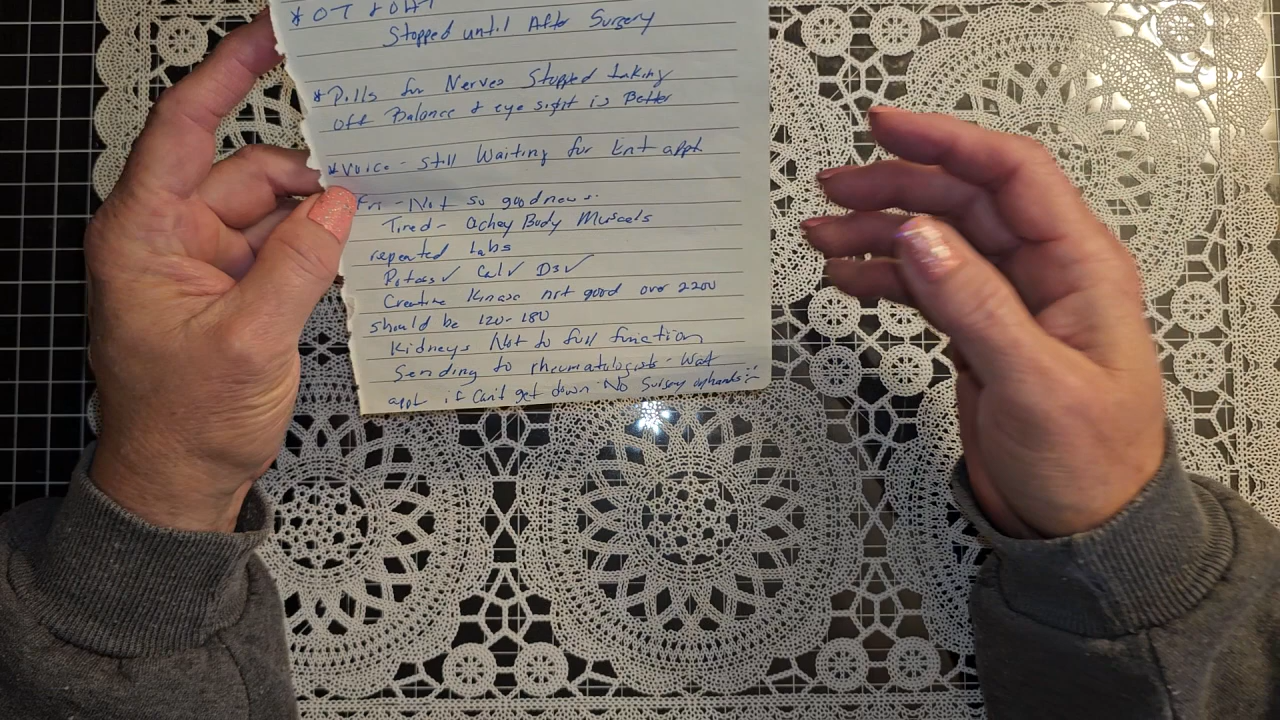 * OT & 
Stopped until After Surgery
* Pills for Nerves Stopped taking
off Balance & eye sight is Better
* Voice - Still Waiting for Ent appt
Fri - Not so good news.
Tired - Achey Body Muscels
repeated Labs
Potass ✓ Cal ✓ D3 ✓
Creatine Kinase not good over 2200
should be 120-180
Kidneys Not to full function
Sending to rheumatologists - Wait
appt if Can't get down NO Surgery :(